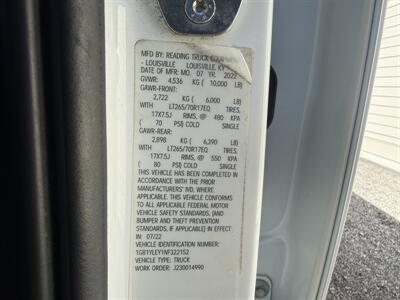 MFD BY: READING TRUCK EQUIPMENT
- LOUISVILLE LOUISVILLE, KY
DATE OF MFD: MO. 07 YR. 2022
GVWR: 4,536 KG ( 10,000 LB)
GAWR-FRONT:
2,722 KG ( 6,000 LB)
WITH LT265/70R17EQ TIRES,
17X7.5J RIMS, @ 480 KPA
( 70 PSI) COLD SINGLE
GAWR-REAR:
2,898 KG ( 6,390 LB)
WITH LT265/70R17EQ TIRES,
17X7.5J RIMS, @ 550 KPA
( 80 PSI) COLD SINGLE
THIS VEHICLE HAS BEEN COMPLETED IN
ACCORDANCE WITH THE PRIOR
MANUFACTURERS' IVD, WHERE
APPLICABLE. THIS VEHICLE CONFORMS
TO ALL APPLICABLE FEDERAL MOTOR
VEHICLE SAFETY STANDARDS, [AND
BUMPER AND THEFT PREVENTION
STANDARDS, IF APPLICABLE] IN EFFECT
IN: 07/22
VEHICLE IDENTIFICATION NUMBER:
1GB1YLEY1NF322152
VEHICLE TYPE: TRUCK
WORK ORDER: J230014990